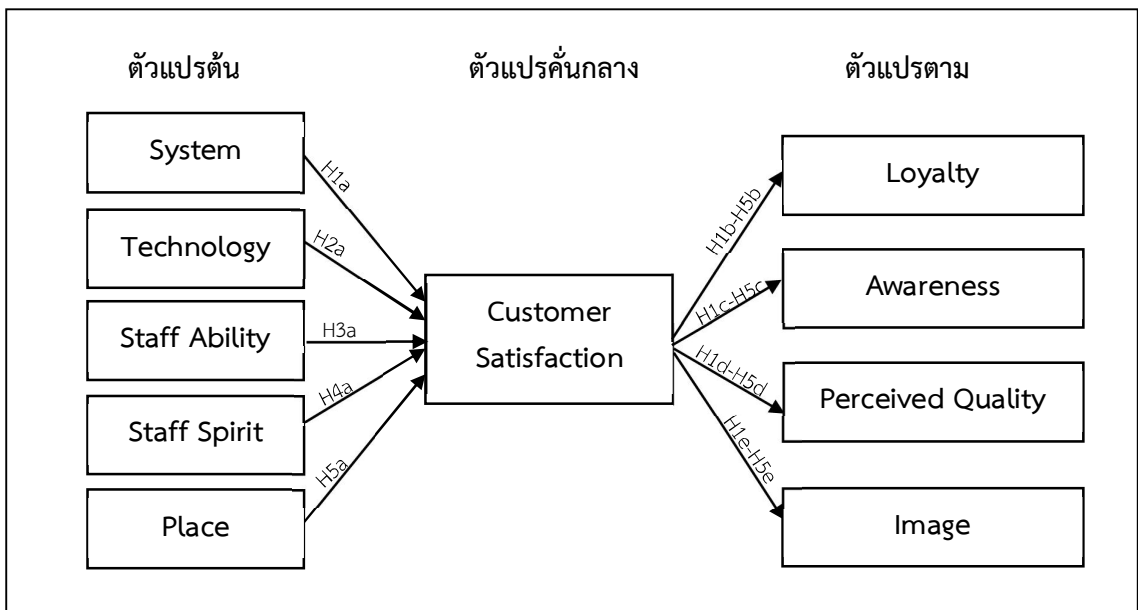 ตัวแปรต้น
ตัวแปรคั่นกลาง
ตัวแปรตาม
System
Technology
Staff Ability
Staff Spirit
Place
H1a
H2a
H3a
H4a
H5a
Customer
Satisfaction
H1b-H5b
H1c-H5c
H1d-H5d
H1e-H5e
Loyalty
Awareness
Perceived Quality
Image